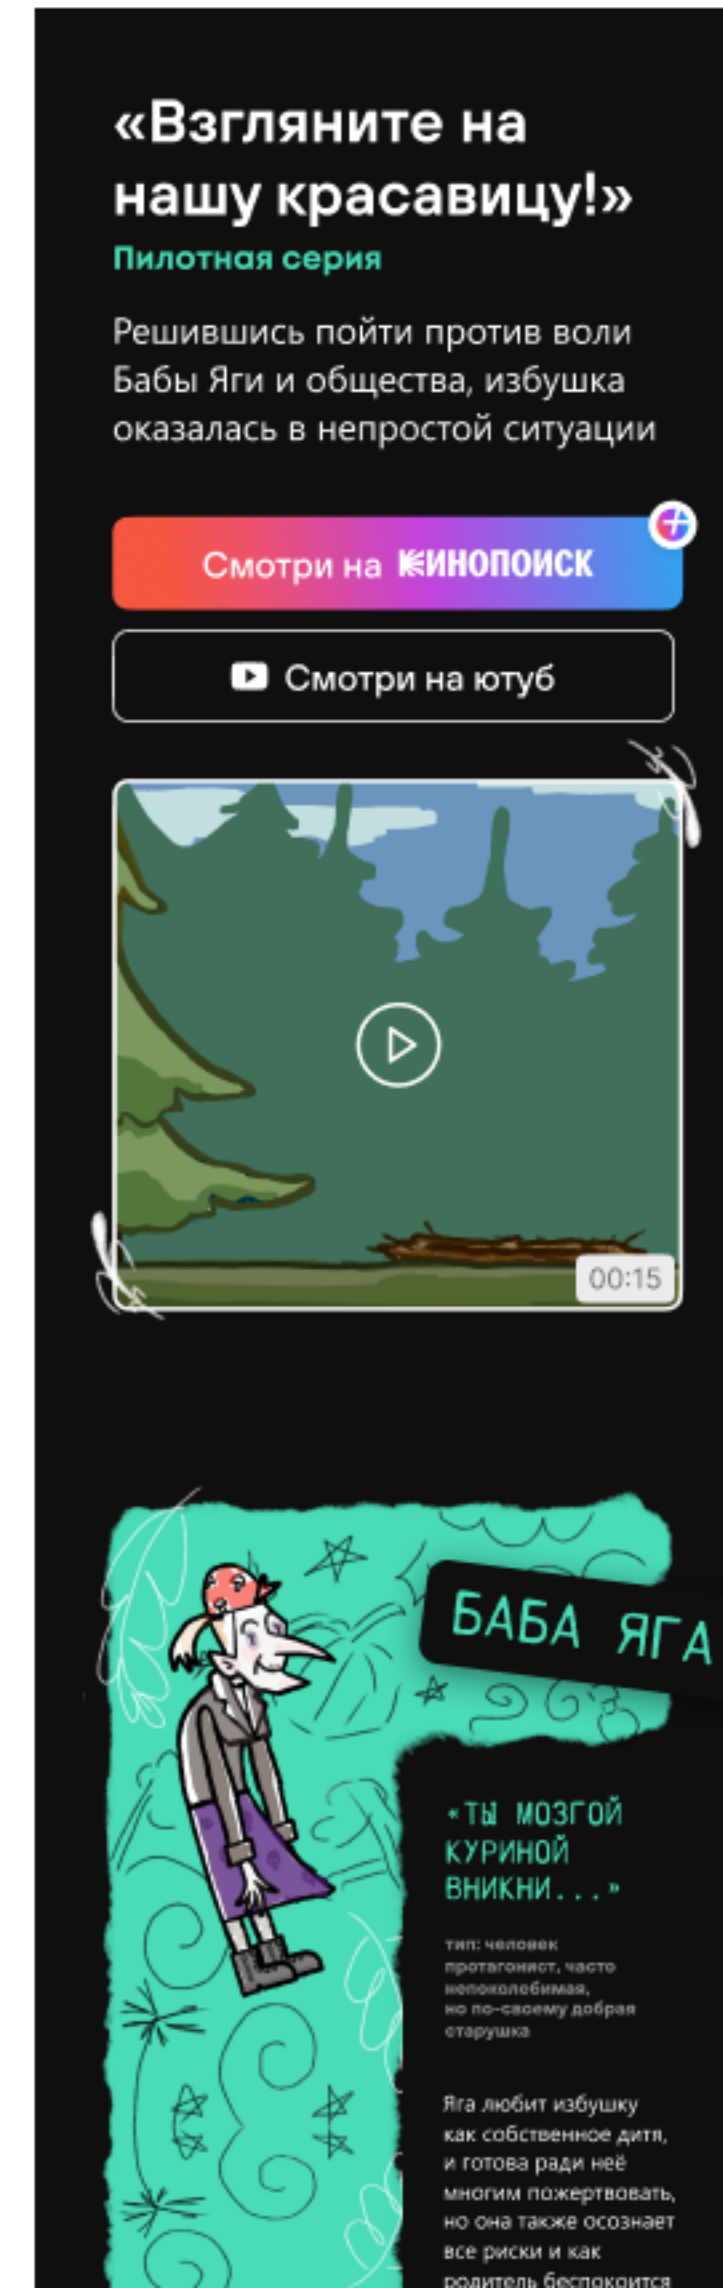 «Взгляните на
нашу красавицу!»
Пилотная серия
Решившись пойти против воли
Бабы Яги и общества, избушка
оказалась в непростой ситуации
Смотри на КИНОПОИСК
Смотри на ютуб
00:15
БАБА ЯГА
«ТЫ МОЗГОЙ
КУРИНОЙ
ВНИКНИ...»
тип: человек
протагонист, часто
непоколебимая,
но по-своему добрая
старушка
Яга любит избушку
как собственное дитя,
и готова ради неё
многим пожертвовать,
но она также осознает
все риски и как
родитель беспокоится